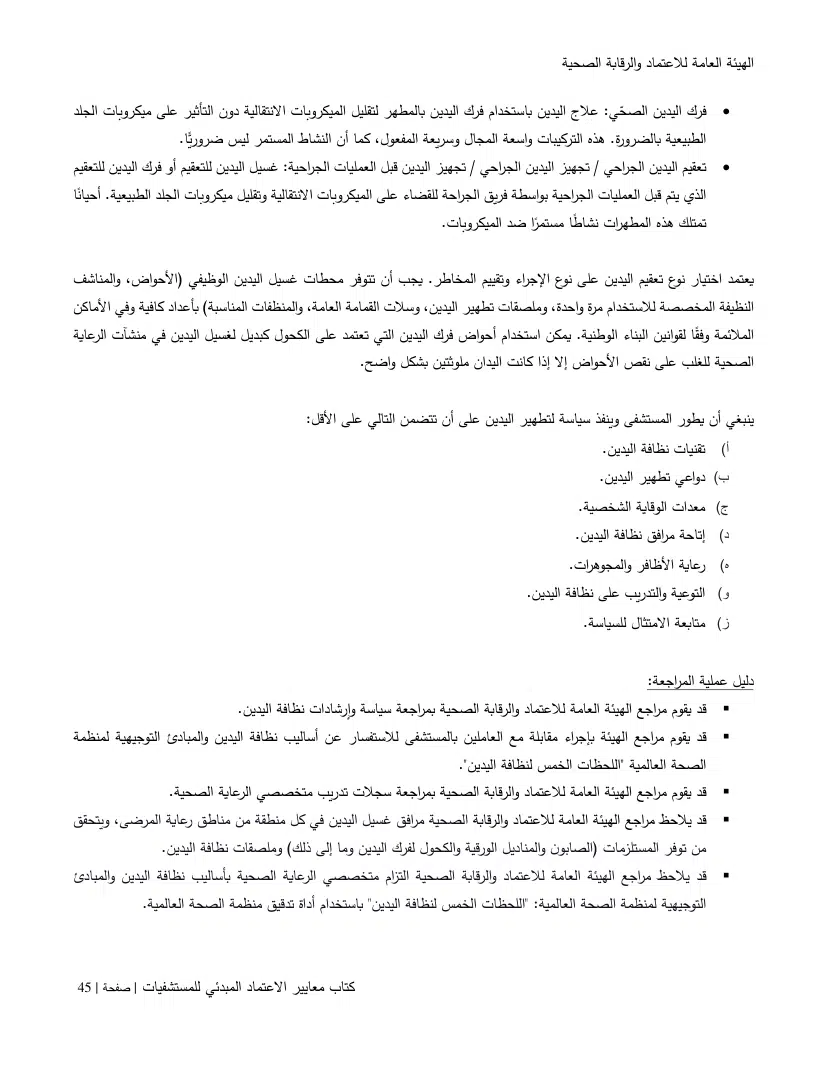 الهيئة العامة للاعتماد والرقابة الصحية
• فرك اليدين الصحّي: علاج اليدين باستخدام فرك اليدين بالمطهر لتقليل الميكروبات الانتقالية دون التأثير على ميكروبات الجلد
الطبيعية بالضرورة. هذه التركيبات واسعة المجال وسريعة المفعول، كما أن النشاط المستمر ليس ضروريًّا.
• تعقيم اليدين الجراحي / تجهيز اليدين الجراحي / تجهيز اليدين قبل العمليات الجراحية: غسيل اليدين للتعقيم أو فرك اليدين للتعقيم
الذي يتم قبل العمليات الجراحية بواسطة فريق الجراحة للقضاء على الميكروبات الانتقالية وتقليل ميكروبات الجلد الطبيعية. أحيانًا
تمتلك هذه المطهرات نشاطًا مستمرًا ضد الميكروبات.
يعتمد اختيار نوع تعقيم اليدين على نوع الإجراء وتقييم المخاطر. يجب أن تتوفر محطات غسيل اليدين الوظيفي (الأحواض، والمناشف
النظيفة المخصصة للاستخدام مرة واحدة، وملصقات تطهير اليدين، وسلات القمامة العامة، والمنظفات المناسبة) بأعداد كافية وفي الأماكن
الملائمة وفقًا لقوانين البناء الوطنية. يمكن استخدام أحواض فرك اليدين التي تعتمد على الكحول كبديل لغسيل اليدين في منشآت الرعاية
الصحية للغلب على نقص الأحواض إلا إذا كانت اليدان ملوثتين بشكل واضح.
ينبغي أن يطور المستشفى وينفذ سياسة لتطهير اليدين على أن تتضمن التالي على الأقل:
أ) تقنيات نظافة اليدين.
ب) دواعي تطهير اليدين.
ج) معدات الوقاية الشخصية.
د) إتاحة مرافق نظافة اليدين.
ه) رعاية الأظافر والمجوهرات.
و) التوعية والتدريب على نظافة اليدين.
ز) متابعة الامتثال للسياسة.
دليل عملية المراجعة:
▪ قد يقوم مراجع الهيئة العامة للاعتماد والرقابة الصحية بمراجعة سياسة وإرشادات نظافة اليدين.
▪ قد يقوم مراجع الهيئة بإجراء مقابلة مع العاملين بالمستشفى للاستفسار عن أساليب نظافة اليدين والمبادئ التوجيهية لمنظمة
الصحة العالمية "اللحظات الخمس لنظافة اليدين".
▪ قد يقوم مراجع الهيئة العامة للاعتماد والرقابة الصحية بمراجعة سجلات تدريب متخصصي الرعاية الصحية.
▪ قد يلاحظ مراجع الهيئة العامة للاعتماد والرقابة الصحية مرافق غسيل اليدين في كل منطقة من مناطق رعاية المرضى، ويتحقق
من توفر المستلزمات (الصابون والمناديل الورقية والكحول لفرك اليدين وما إلى ذلك) وملصقات نظافة اليدين.
▪ قد يلاحظ مراجع الهيئة العامة للاعتماد والرقابة الصحية التزام متخصصي الرعاية الصحية بأساليب نظافة اليدين والمبادئ
التوجيهية لمنظمة الصحة العالمية: "اللحظات الخمس لنظافة اليدين" باستخدام أداة تدقيق منظمة الصحة العالمية.
كتاب معايير الاعتماد المبدئي للمستشفيات | صفحة | 45